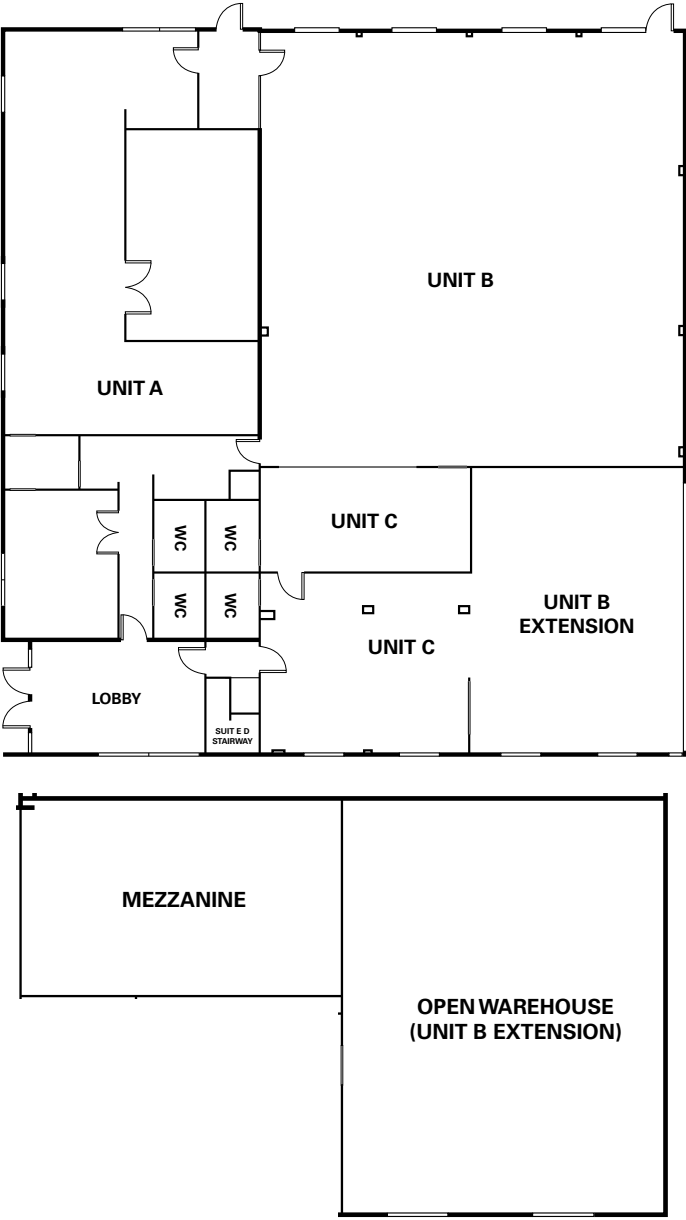 UNIT B
UNIT A
UNIT C
WC
WC
WC
WC
UNIT B
EXTENSION
UNIT C
LOBBY
SUIT E D
STAIRWAY
MEZZANINE
OPEN WAREHOUSE
(UNIT B EXTENSION)